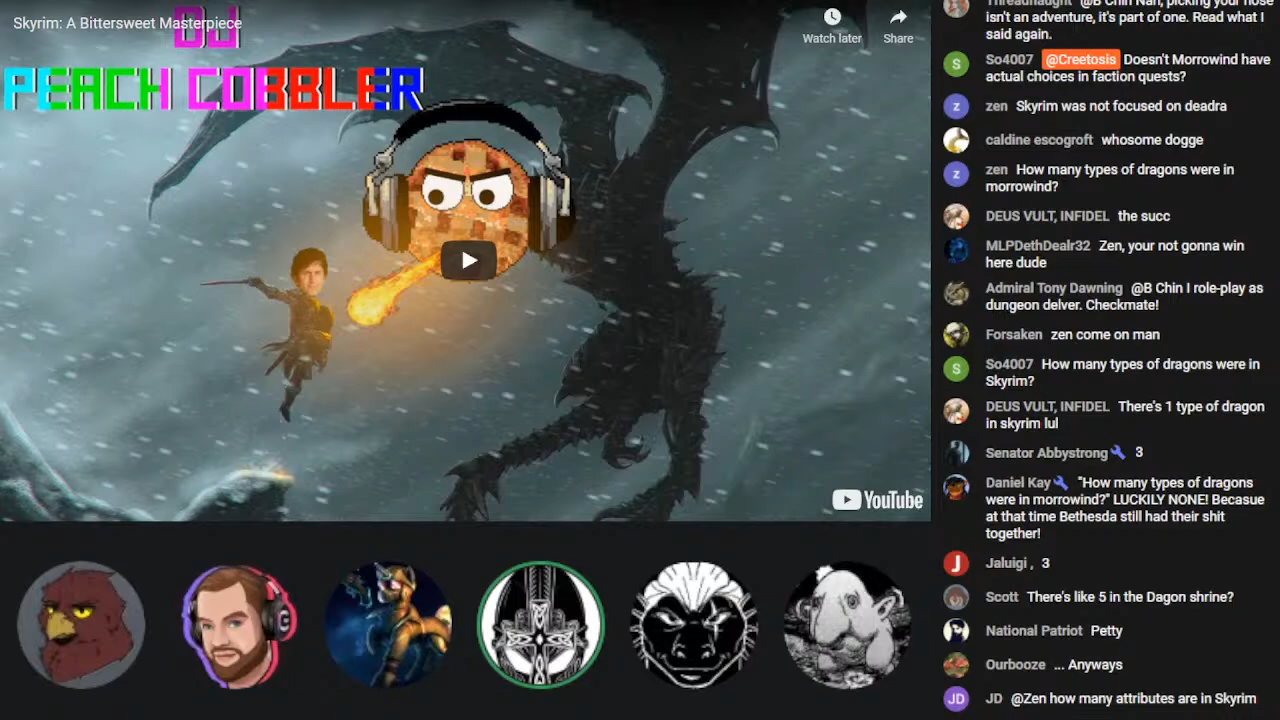 Skyrim: A Bittersweet Masterpiece
DJ
PEACH COBBLER
Watch later
Share
YouTube
Threadnaught @B Chin Nah, picking your nose
isn't an adventure, it's part of one. Read what I
said again.
S
So4007 @Creetosis Doesn't Morrowind have
actual choices in faction quests?
z
zen Skyrim was not focused on deadra
caldine escogroft whosome dogge
z
zen How many types of dragons were in
morrowind?
DEUS VULT, INFIDEL the succ
MLPDethDealr32 Zen, your not gonna win
here dude
Admiral Tony Dawning @B Chin I role-play as
dungeon delver. Checkmate!
Forsaken zen come on man
S
So4007 How many types of dragons were in
Skyrim?
DEUS VULT, INFIDEL There's 1 type of dragon
in skyrim lul
Senator Abbystrong 3
Daniel Kay "How many types of dragons
were in morrowind?" LUCKILY NONE! Becasue
at that time Bethesda still had their shit
together!
J
Jaluigi , 3
Scott There's like 5 in the Dagon shrine?
National Patriot Petty
Ourbooze ... Anyways
JD
JD @Zen how many attributes are in Skyrim